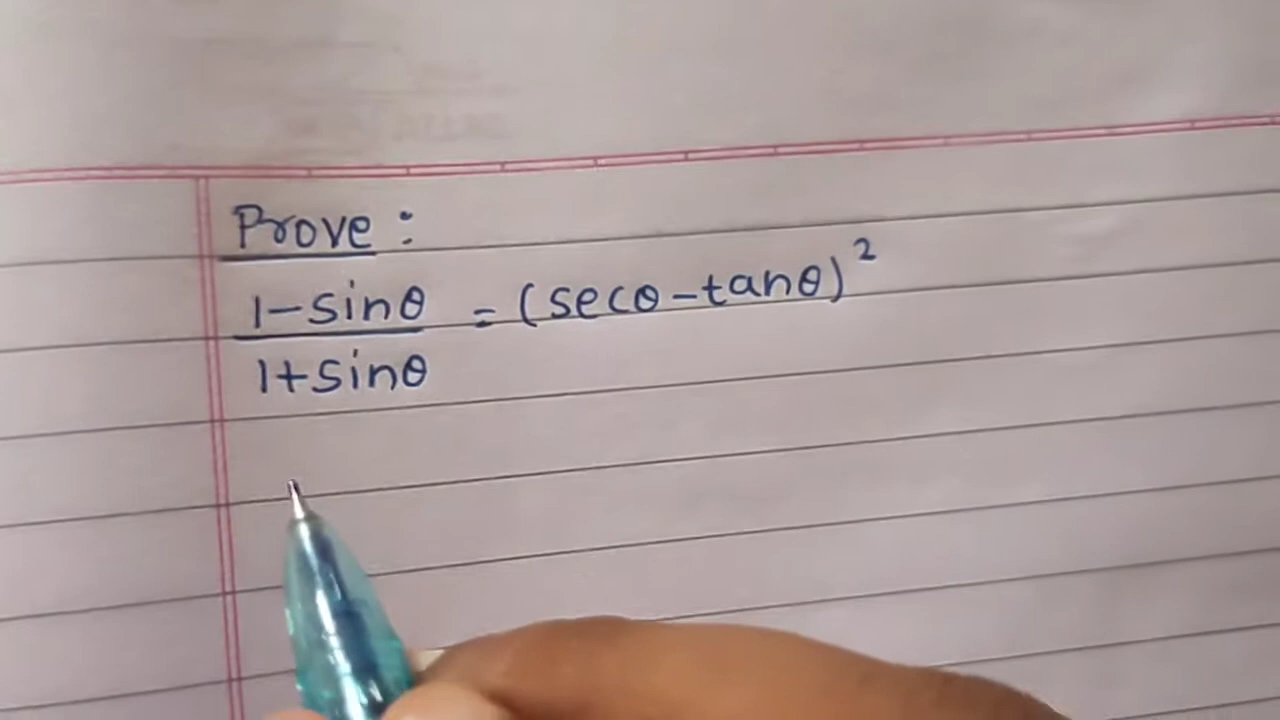 Prove :
1-sinθ / 1+sinθ = (secθ-tanθ)²